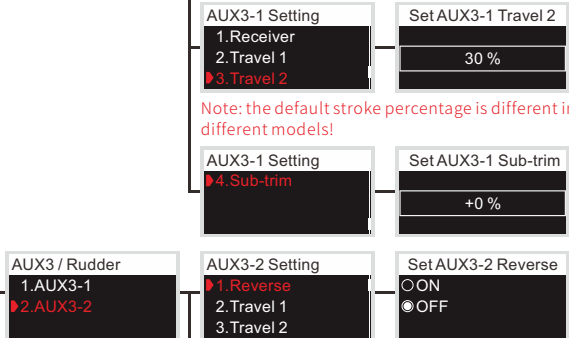 AUX3-1 Setting
1.Receiver
2.Travel 1
3.Travel 2
Set AUX3-1 Travel 2
30 %
Note: the default stroke percentage is different in
different models!
AUX3-1 Setting
4.Sub-trim
Set AUX3-1 Sub-trim
+0 %
AUX3 / Rudder
1.AUX3-1
2.AUX3-2
AUX3-2 Setting
1.Reverse
2.Travel 1
3.Travel 2
Set AUX3-2 Reverse
ON
OFF